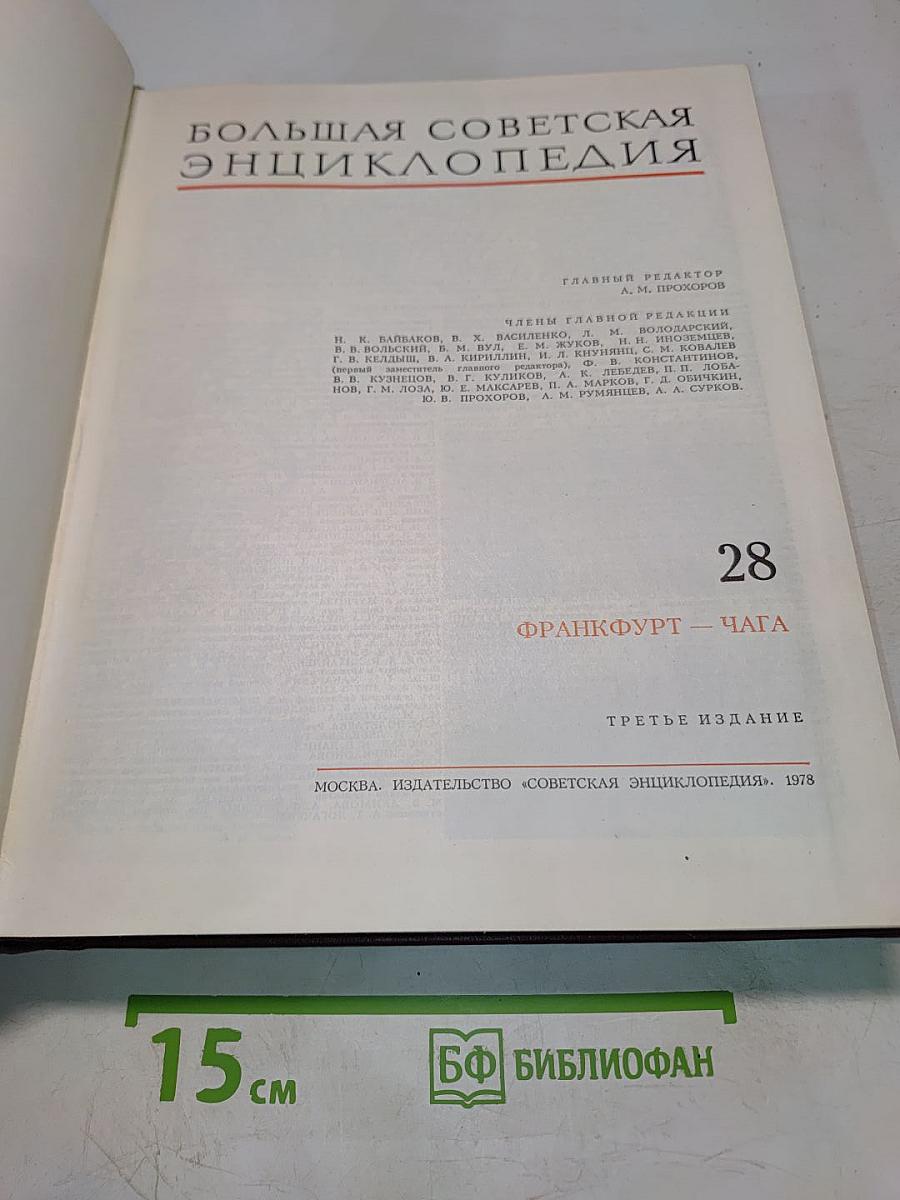 БОЛЬШАЯ СОВЕТСКАЯ
ЭНЦИКЛОПЕДИЯ
ГЛАВНЫЙ РЕДАКТОР
А. М. ПРОХОРОВ
ЧЛЕНЫ ГЛАВНОЙ РЕДАКЦИИ
Н. К. БАЙБАКОВ, В. Х. ВАСИЛЕНКО, Л. М. ВОЛОДАРСКИЙ,
В. В. ВОЛЬСКИЙ, Б. М. ВУЛ, Е. М. ЖУКОВ, Н. Н. ИНОЗЕМЦЕВ,
Г. В. КЕЛДЫШ, В. А. КИРИЛЛИН, И. Л. КНУНЯНЦ, С. М. КОВАЛЕВ
(первый заместитель главного редактора), Ф. В. КОНСТАНТИНОВ,
В. В. КУЗНЕЦОВ, В. Г. КУЛИКОВ, А. К. ЛЕБЕДЕВ, П. П. ЛОБА-
НОВ, Г. М. ЛОЗА, Ю. Е. МАКСАРЕВ, П. А. МАРКОВ, Г. Д. ОБИЧКИН,
Ю. В. ПРОХОРОВ, А. М. РУМЯНЦЕВ, А. А. СУРКОВ.
28
ФРАНКФУРТ — ЧАГА
ТРЕТЬЕ ИЗДАНИЕ
МОСКВА. ИЗДАТЕЛЬСТВО «СОВЕТСКАЯ ЭНЦИКЛОПЕДИЯ». 1978
15 см
БФ БИБЛИОФАН